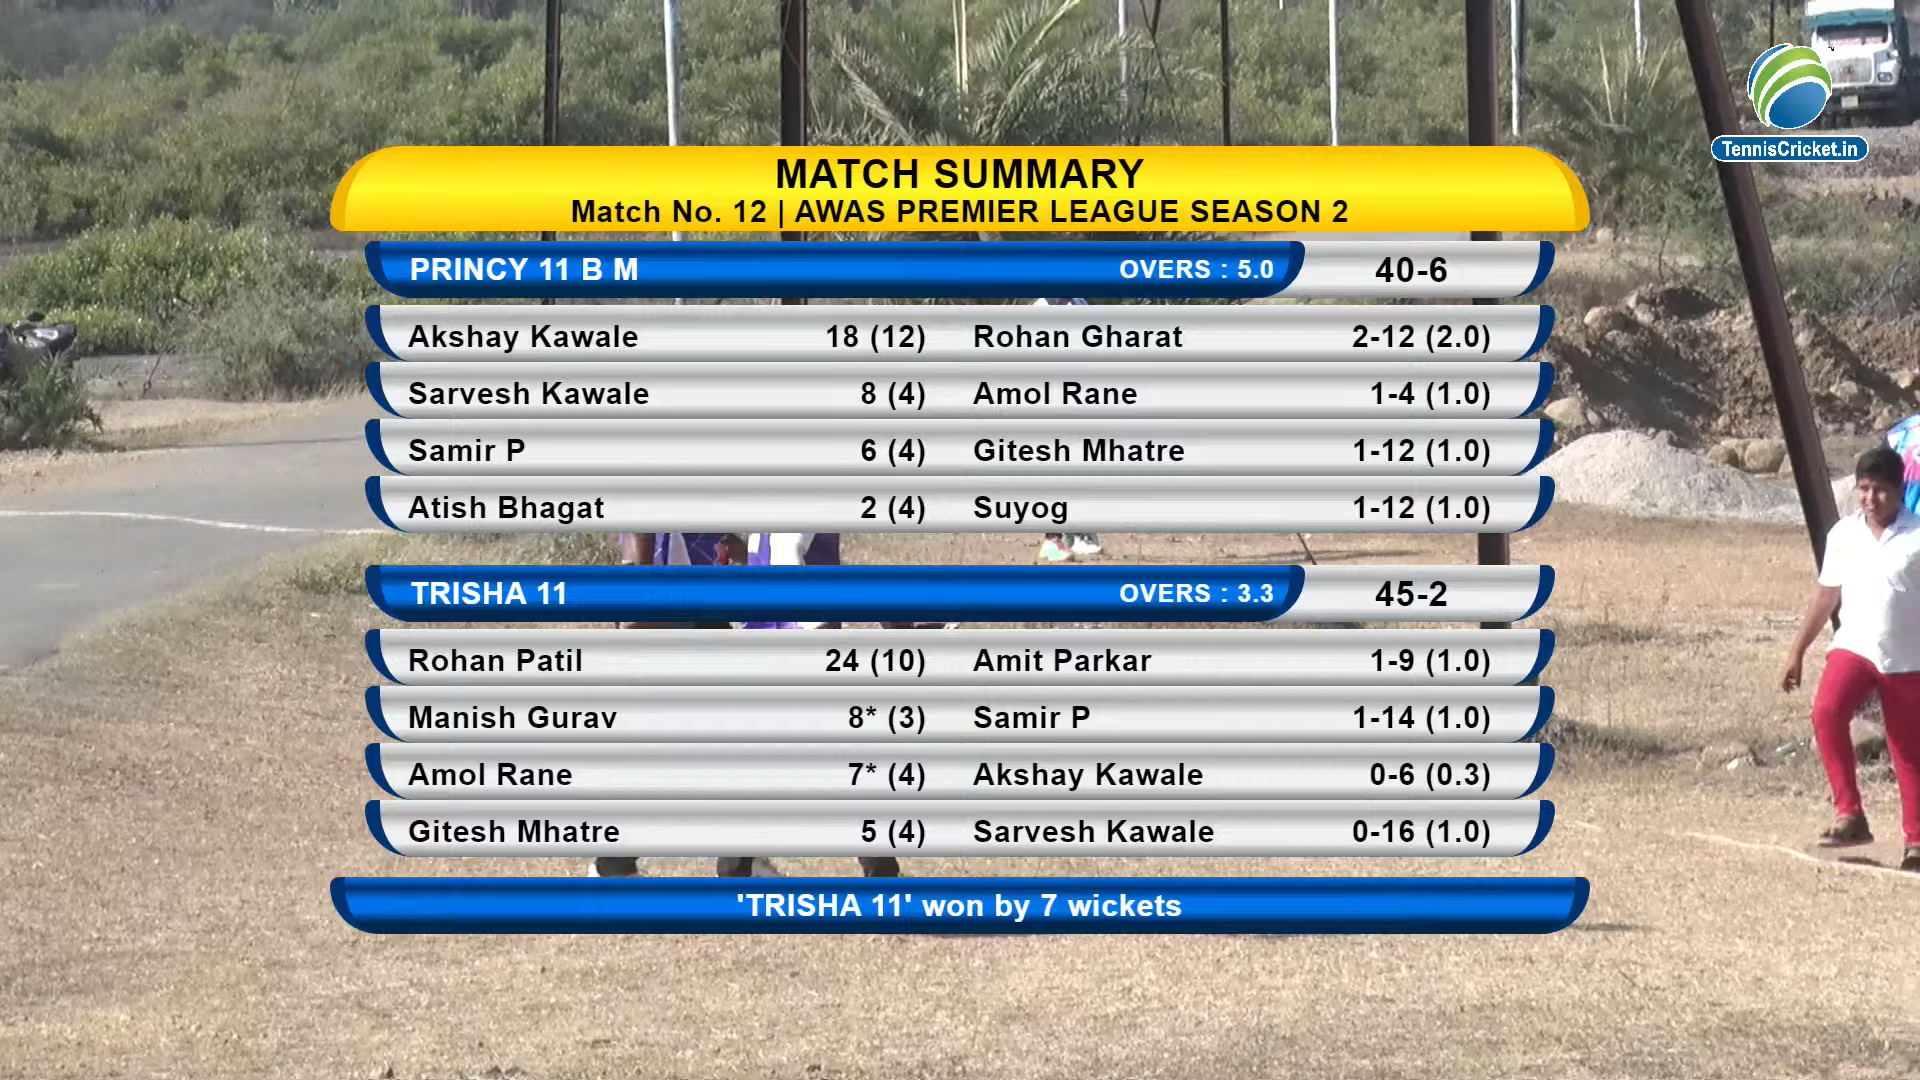 TennisCricket.in
MATCH SUMMARY
Match No. 12 | AWAS PREMIER LEAGUE SEASON 2
PRINCY 11 B M OVERS : 5.0 40-6
Akshay Kawale 18 (12) Rohan Gharat 2-12 (2.0)
Sarvesh Kawale 8 (4) Amol Rane 1-4 (1.0)
Samir P 6 (4) Gitesh Mhatre 1-12 (1.0)
Atish Bhagat 2 (4) Suyog 1-12 (1.0)
TRISHA 11 OVERS : 3.3 45-2
Rohan Patil 24 (10) Amit Parkar 1-9 (1.0)
Manish Gurav 8* (3) Samir P 1-14 (1.0)
Amol Rane 7* (4) Akshay Kawale 0-6 (0.3)
Gitesh Mhatre 5 (4) Sarvesh Kawale 0-16 (1.0)
'TRISHA 11' won by 7 wickets